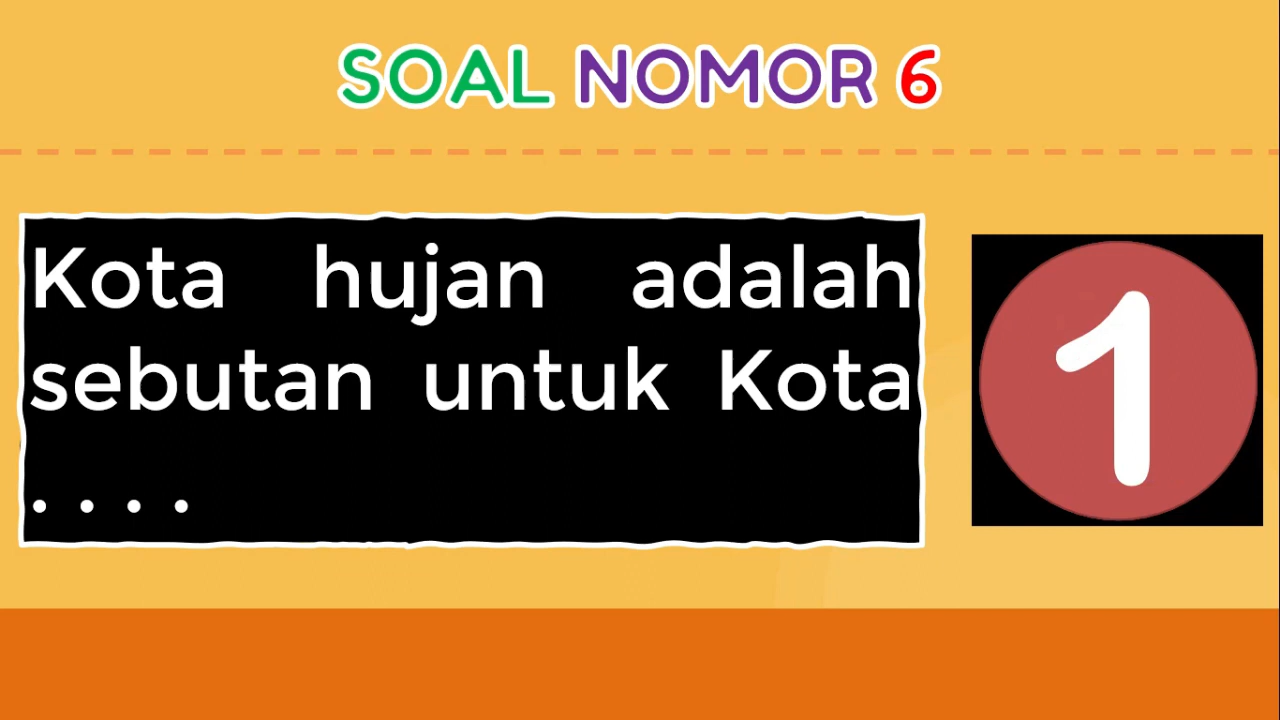 SOAL NOMOR 6
Kota hujan adalah
sebutan untuk Kota
. . . .
1